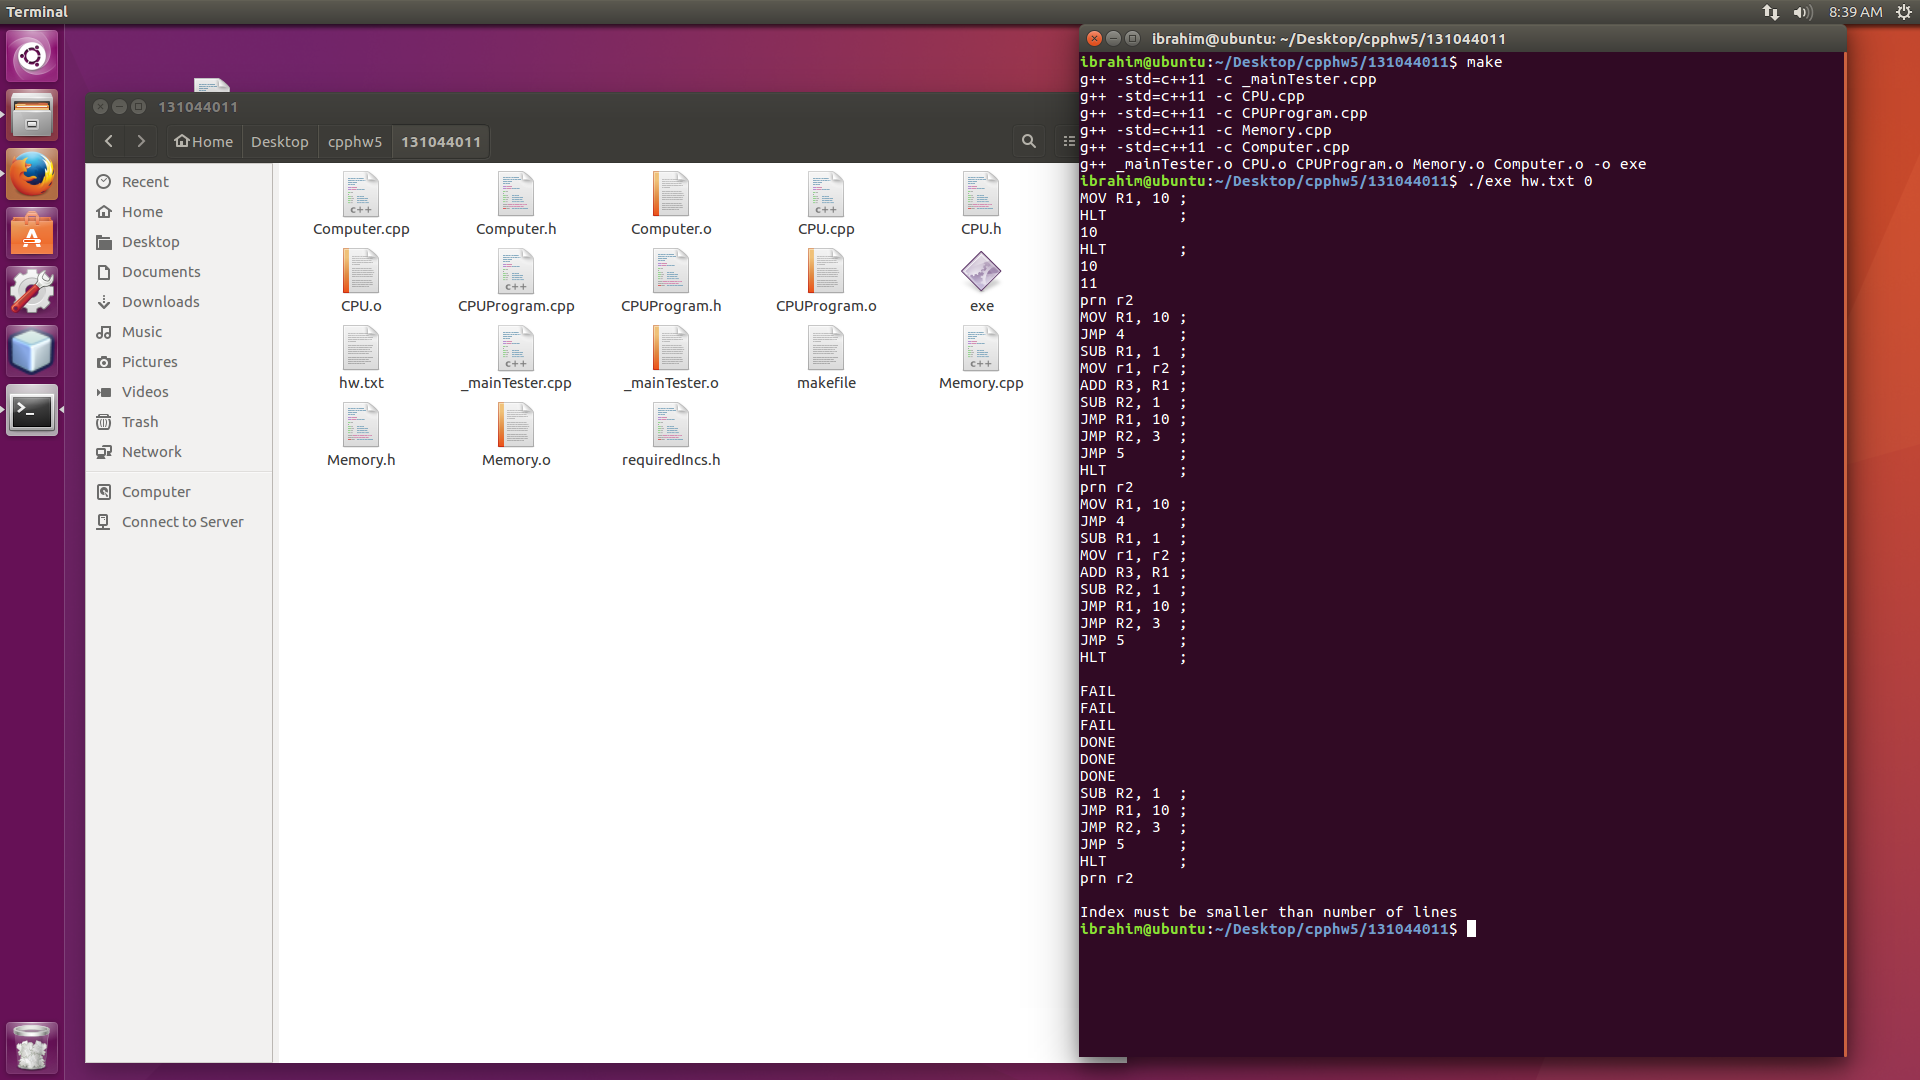 Terminal
8:39 AM
131044011
Home
Desktop
cpphw5
131044011
Recent
Home
Desktop
Documents
Downloads
Music
Pictures
Videos
Trash
Network
Computer
Connect to Server
Computer.cpp
Computer.h
Computer.o
CPU.cpp
CPU.h
CPU.o
CPUProgram.cpp
CPUProgram.h
CPUProgram.o
exe
hw.txt
_mainTester.cpp
_mainTester.o
makefile
Memory.cpp
Memory.h
Memory.o
requiredIncs.h
ibrahim@ubuntu: ~/Desktop/cpphw5/131044011
ibrahim@ubuntu:~/Desktop/cpphw5/131044011$ make
g++ -std=c++11 -c _mainTester.cpp
g++ -std=c++11 -c CPU.cpp
g++ -std=c++11 -c CPUProgram.cpp
g++ -std=c++11 -c Memory.cpp
g++ -std=c++11 -c Computer.cpp
g++ _mainTester.o CPU.o CPUProgram.o Memory.o Computer.o -o exe
ibrahim@ubuntu:~/Desktop/cpphw5/131044011$ ./exe hw.txt 0
MOV R1, 10 ;
HLT        ;
10
HLT        ;
10
11
prn r2
MOV R1, 10 ;
JMP 4      ;
SUB R1, 1  ;
MOV r1, r2 ;
ADD R3, R1 ;
SUB R2, 1  ;
JMP R1, 10 ;
JMP R2, 3  ;
JMP 5      ;
HLT        ;
prn r2
MOV R1, 10 ;
JMP 4      ;
SUB R1, 1  ;
MOV r1, r2 ;
ADD R3, R1 ;
SUB R2, 1  ;
JMP R1, 10 ;
JMP R2, 3  ;
JMP 5      ;
HLT        ;
FAIL
FAIL
FAIL
DONE
DONE
DONE
SUB R2, 1  ;
JMP R1, 10 ;
JMP R2, 3  ;
JMP 5      ;
HLT        ;
prn r2
Index must be smaller than number of lines
ibrahim@ubuntu:~/Desktop/cpphw5/131044011$